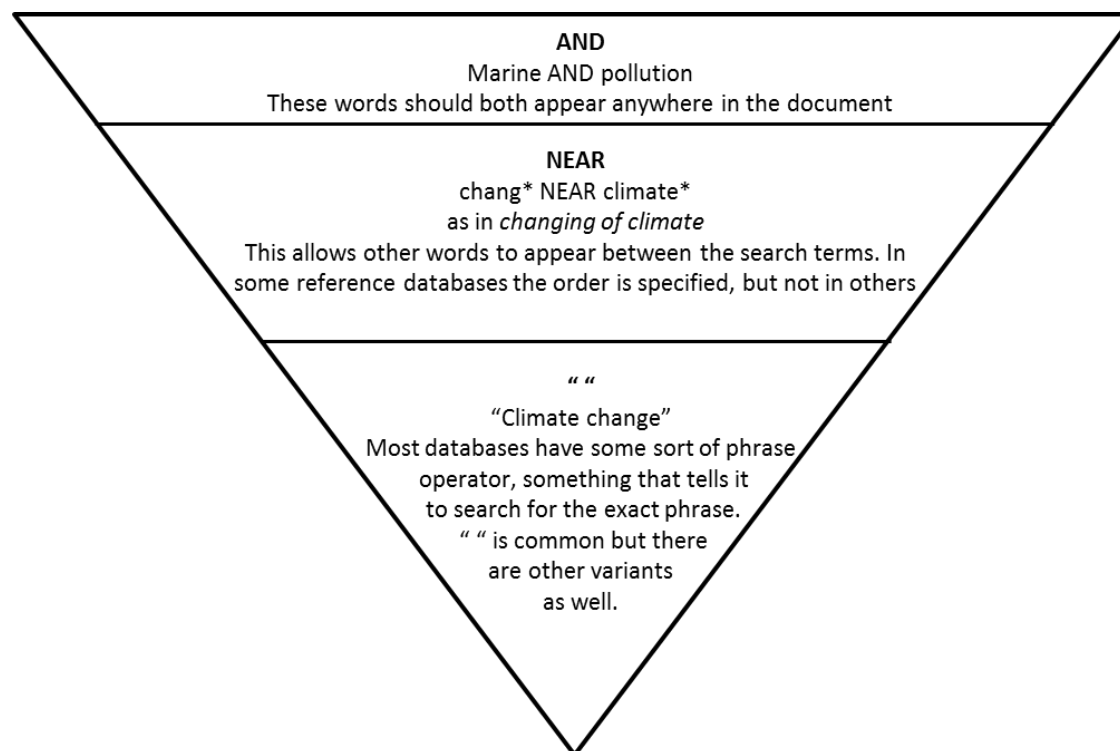 AND
Marine AND pollution
These words should both appear anywhere in the document
NEAR
chang* NEAR climate*
as in changing of climate
This allows other words to appear between the search terms. In
some reference databases the order is specified, but not in others
“ “
“Climate change”
Most databases have some sort of phrase
operator, something that tells it
to search for the exact phrase.
“ “ is common but there
are other variants
as well.